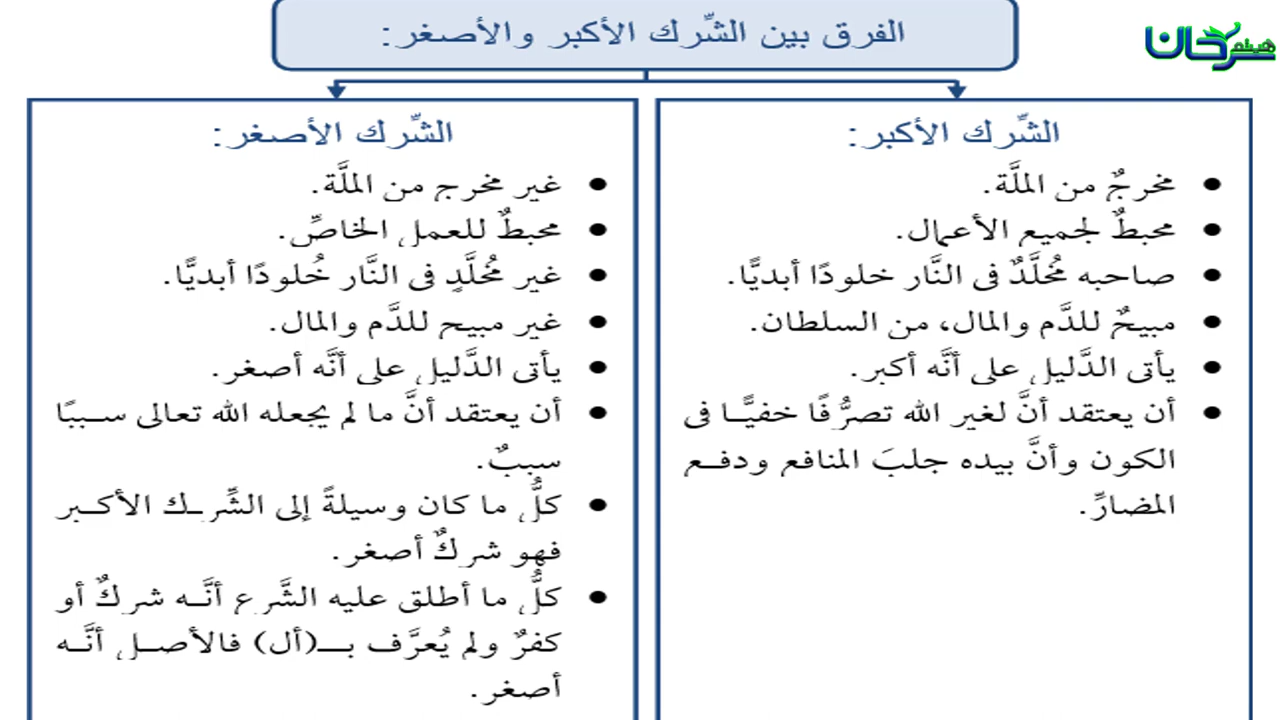 الفرق بين الشِّرك الأكبر والأصغر:
هيثم
سرحان
الشِّرك الأكبر:
مخرجٌ من الملَّة.
محبطٌ لجميع الأعمال.
صاحبه مُخلَّدٌ في النَّار خلودًا أبديًّا.
مبيحٌ للدَّم والمال، من السلطان.
يأتي الدَّليل على أنَّه أكبر.
أن يعتقد أنَّ لغير الله تصرُّفًا خفيًّا في
الكون وأنَّ بيده جلبَ المنافع ودفع
المضارِّ.
الشِّرك الأصغر:
غير مخرج من الملَّة.
محبطٌ للعمل الخاصِّ.
غير مُخلَّدٍ في النَّار خُلودًا أبديًّا.
غير مبيح للدَّم والمال.
يأتي الدَّليل على أنَّه أصغر.
أن يعتقد أنَّ ما لم يجعله الله تعالى سببًا
سببٌ.
كلُّ ما كان وسيلةً إلى الشِّرك الأكبر
فهو شركٌ أصغر.
كلُّ ما أطلق عليه الشَّرع أنَّه شركٌ أو
كفرٌ ولم يُعرَّف بـ(أل) فالأصل أنَّه
أصغر.